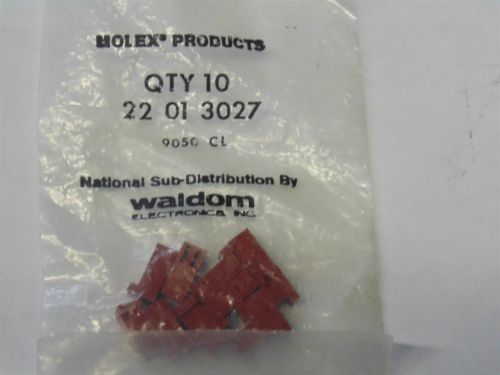 MOLEX® PRODUCTS
QTY 10
22 01 3027
9050 CL
National Sub-Distribution By
waldom
ELECTRONICS, INC.